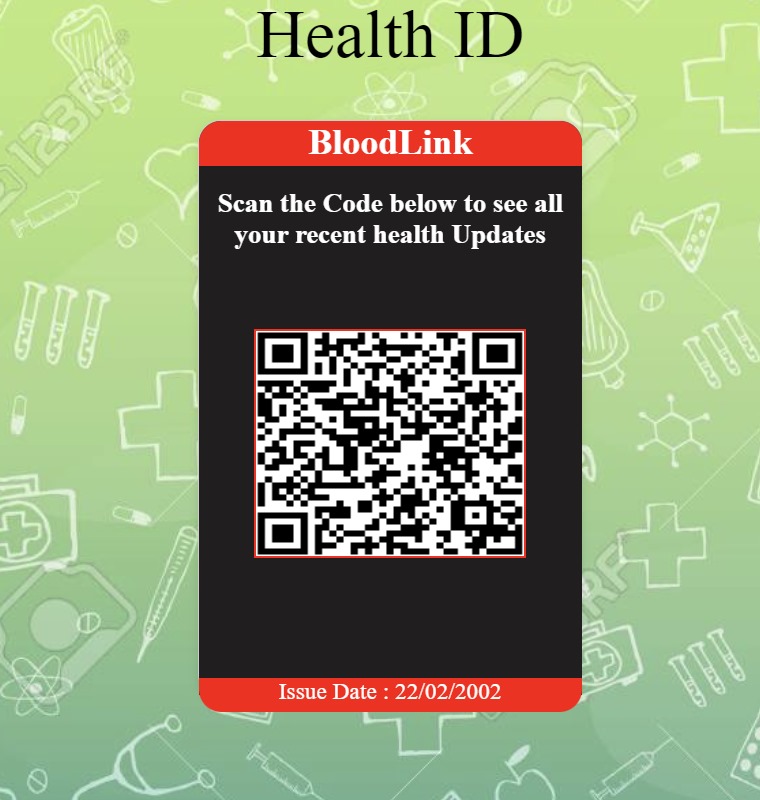 Health ID
BloodLink
Scan the Code below to see all
your recent health Updates
Issue Date : 22/02/2002
123RF